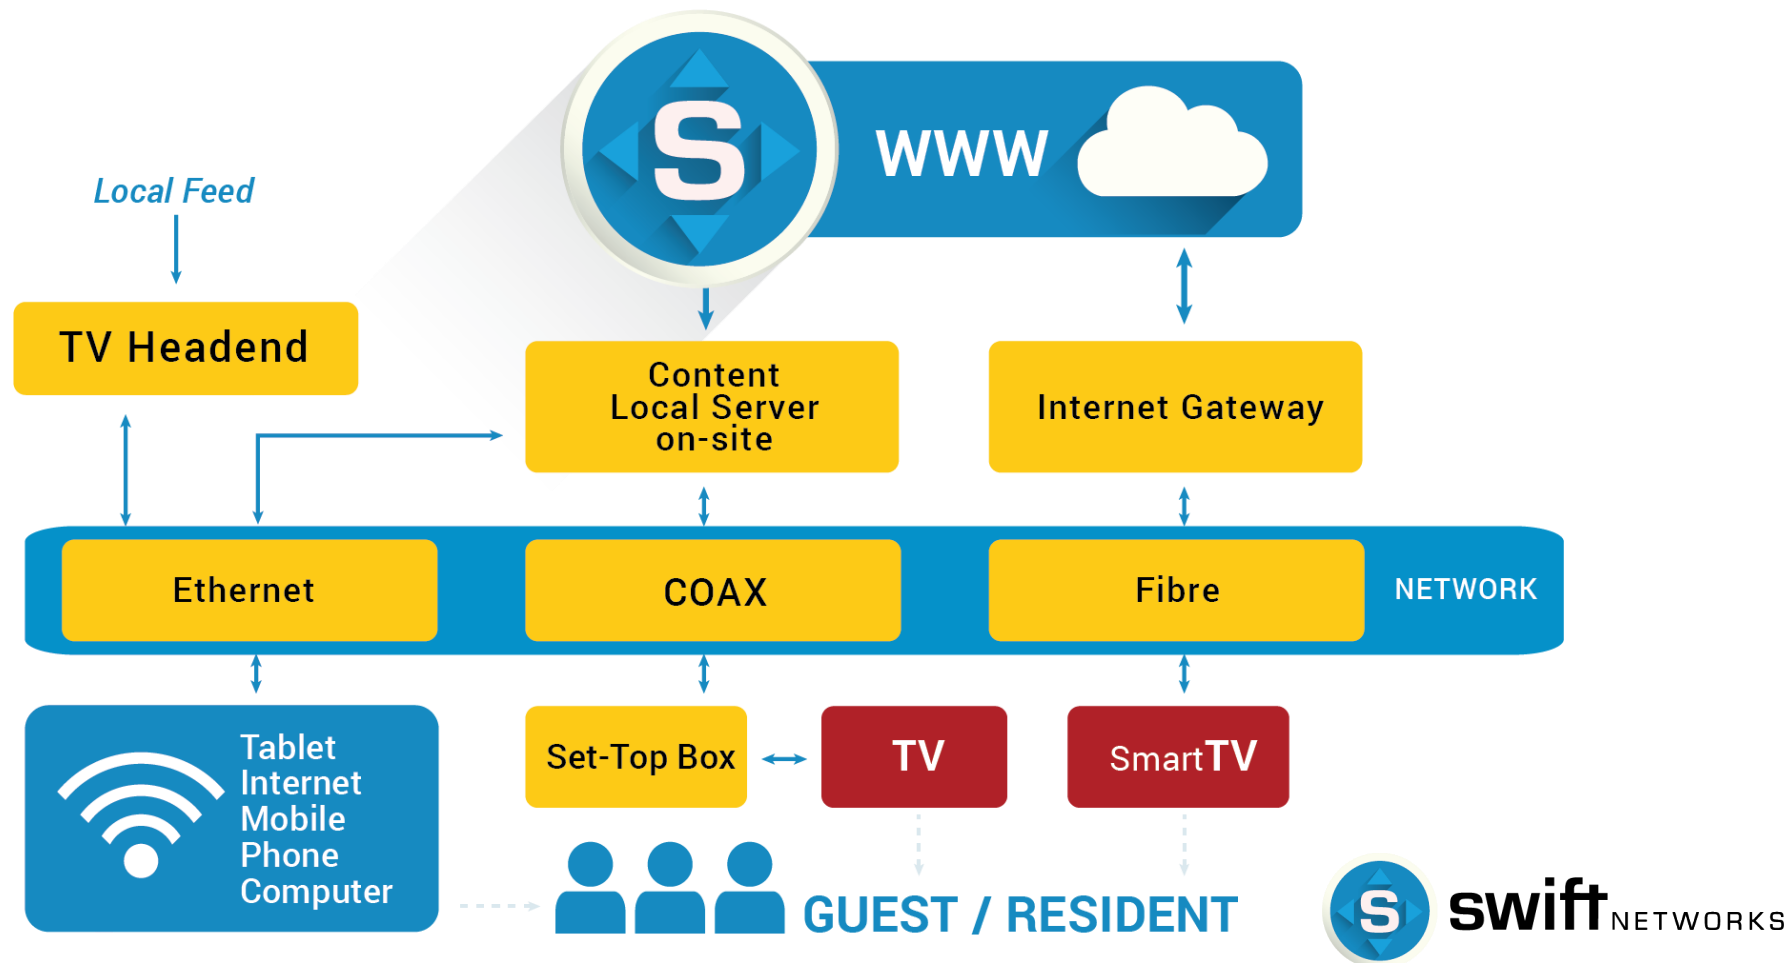 S
WWW
Local Feed
TV Headend
Content
Local Server
on-site
Internet Gateway
Ethernet
COAX
Fibre
NETWORK
Tablet
Internet
Mobile
Phone
Computer
Set-Top Box
TV
SmartTV
GUEST / RESIDENT
S
swift NETWORKS